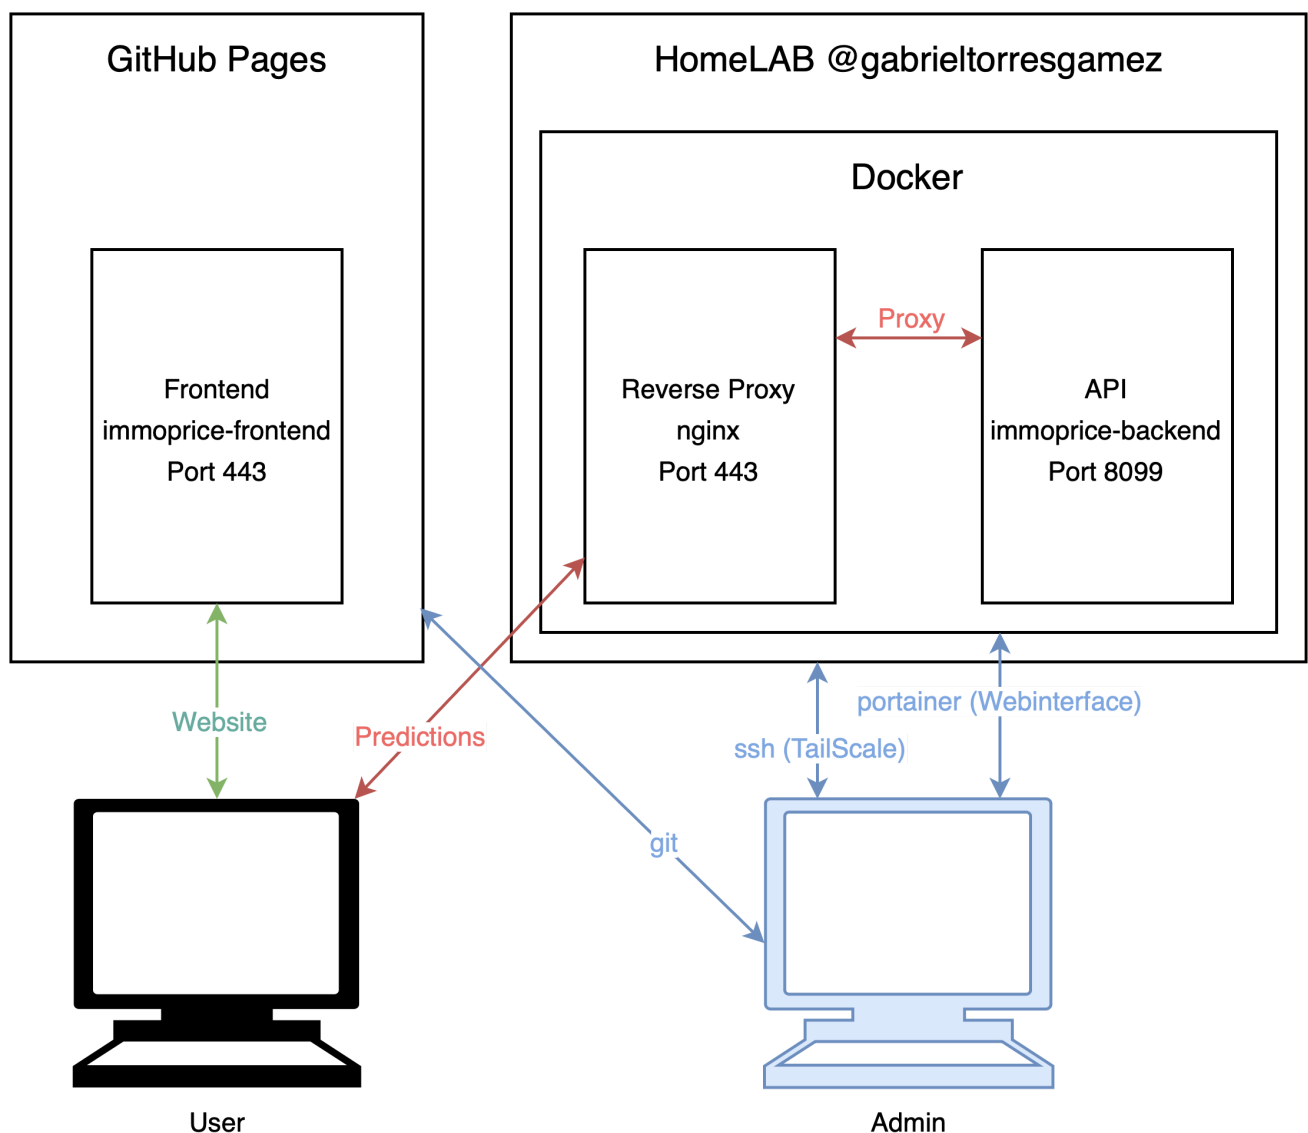 GitHub Pages
HomeLAB @gabrieltorresgamez
Docker
Frontend
immoprice-frontend
Port 443
Reverse Proxy
nginx
Port 443
Proxy
API
immoprice-backend
Port 8099
Website
Predictions
git
ssh (TailScale)
portainer (Webinterface)
User
Admin